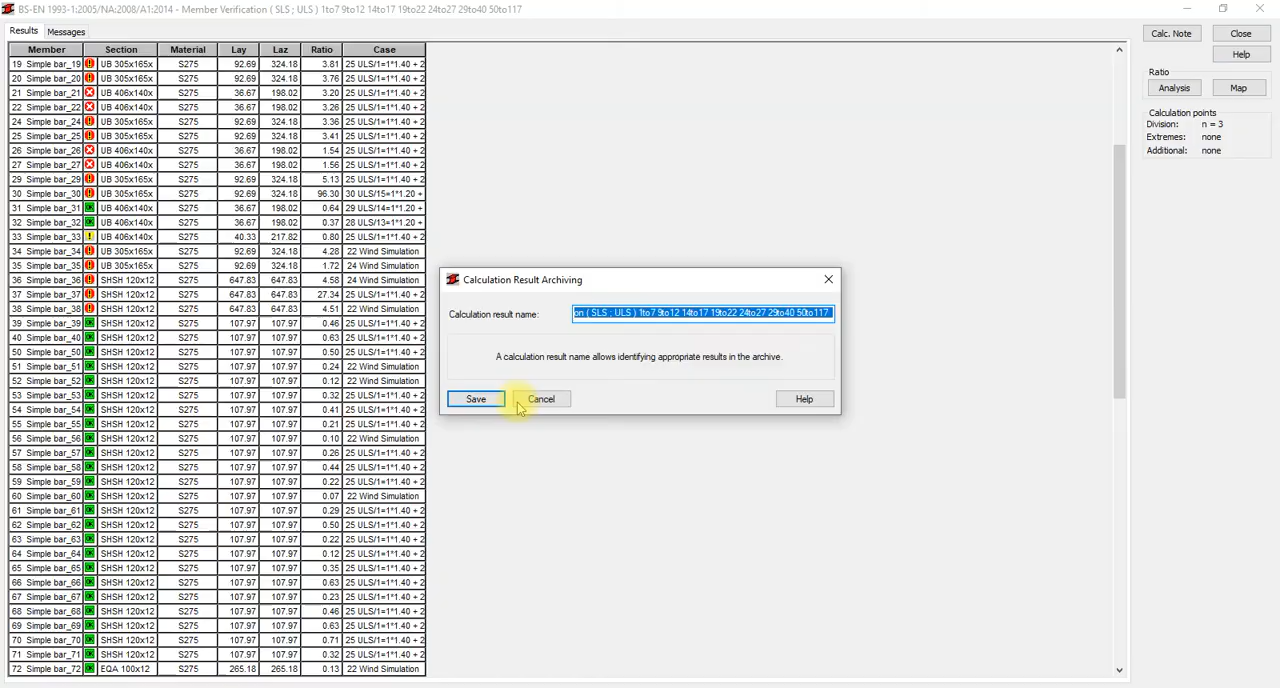 BS-EN 1993-1:2005/NA:2008/A1:2014 - Member Verification ( SLS ; ULS ) 1to7 9to12 14to17 19to22 24to27 29to40 50to117
Results Messages
Calc. Note Close
Help
Ratio
Analysis Map
Calculation points
Division: n = 3
Extremes: none
Additional: none
Member Section Material Lay Laz Ratio Case
19 Simple bar_19 UB 305x165x S275 92.69 324.18 3.81 25 ULS/1=1*1.40 + 2
20 Simple bar_20 UB 305x165x S275 92.69 324.18 3.76 25 ULS/1=1*1.40 + 2
21 Simple bar_21 UB 406x140x S275 36.67 198.02 3.20 25 ULS/1=1*1.40 + 2
22 Simple bar_22 UB 406x140x S275 36.67 198.02 3.26 25 ULS/1=1*1.40 + 2
24 Simple bar_24 UB 305x165x S275 92.69 324.18 3.36 25 ULS/1=1*1.40 + 2
25 Simple bar_25 UB 305x165x S275 92.69 324.18 3.41 25 ULS/1=1*1.40 + 2
26 Simple bar_26 UB 406x140x S275 36.67 198.02 1.54 25 ULS/1=1*1.40 + 2
27 Simple bar_27 UB 406x140x S275 36.67 198.02 1.56 25 ULS/1=1*1.40 + 2
29 Simple bar_29 UB 305x165x S275 92.69 324.18 5.13 25 ULS/1=1*1.40 + 2
30 Simple bar_30 UB 305x165x S275 92.69 324.18 96.30 30 ULS/15=1*1.20 +
31 Simple bar_31 UB 406x140x S275 36.67 198.02 0.64 29 ULS/14=1*1.20 +
32 Simple bar_32 UB 406x140x S275 36.67 198.02 0.37 28 ULS/13=1*1.20 +
33 Simple bar_33 UB 406x140x S275 40.33 217.82 0.80 25 ULS/1=1*1.40 + 2
34 Simple bar_34 UB 305x165x S275 92.69 324.18 4.28 22 Wind Simulation
35 Simple bar_35 UB 305x165x S275 92.69 324.18 1.72 24 Wind Simulation
36 Simple bar_36 SHSH 120x12 S275 647.83 647.83 4.58 24 Wind Simulation
37 Simple bar_37 SHSH 120x12 S275 647.83 647.83 27.34 25 ULS/1=1*1.40 + 2
38 Simple bar_38 SHSH 120x12 S275 647.83 647.83 4.51 24 Wind Simulation
39 Simple bar_39 SHSH 120x12 S275 107.97 107.97 0.46 25 ULS/1=1*1.40 + 2
40 Simple bar_40 SHSH 120x12 S275 107.97 107.97 0.63 25 ULS/1=1*1.40 + 2
50 Simple bar_50 SHSH 120x12 S275 107.97 107.97 0.50 25 ULS/1=1*1.40 + 2
51 Simple bar_51 SHSH 120x12 S275 107.97 107.97 0.24 25 ULS/1=1*1.40 + 2
52 Simple bar_52 SHSH 120x12 S275 107.97 107.97 0.12 22 Wind Simulation
53 Simple bar_53 SHSH 120x12 S275 107.97 107.97 0.32 25 ULS/1=1*1.40 + 2
54 Simple bar_54 SHSH 120x12 S275 107.97 107.97 0.41 25 ULS/1=1*1.40 + 2
55 Simple bar_55 SHSH 120x12 S275 107.97 107.97 0.21 25 ULS/1=1*1.40 + 2
56 Simple bar_56 SHSH 120x12 S275 107.97 107.97 0.10 22 Wind Simulation
57 Simple bar_57 SHSH 120x12 S275 107.97 107.97 0.26 25 ULS/1=1*1.40 + 2
58 Simple bar_58 SHSH 120x12 S275 107.97 107.97 0.44 25 ULS/1=1*1.40 + 2
59 Simple bar_59 SHSH 120x12 S275 107.97 107.97 0.22 25 ULS/1=1*1.40 + 2
60 Simple bar_60 SHSH 120x12 S275 107.97 107.97 0.07 22 Wind Simulation
61 Simple bar_61 SHSH 120x12 S275 107.97 107.97 0.29 25 ULS/1=1*1.40 + 2
62 Simple bar_62 SHSH 120x12 S275 107.97 107.97 0.50 25 ULS/1=1*1.40 + 2
63 Simple bar_63 SHSH 120x12 S275 107.97 107.97 0.22 25 ULS/1=1*1.40 + 2
64 Simple bar_64 SHSH 120x12 S275 107.97 107.97 0.12 25 ULS/1=1*1.40 + 2
65 Simple bar_65 SHSH 120x12 S275 107.97 107.97 0.35 25 ULS/1=1*1.40 + 2
66 Simple bar_66 SHSH 120x12 S275 107.97 107.97 0.63 25 ULS/1=1*1.40 + 2
67 Simple bar_67 SHSH 120x12 S275 107.97 107.97 0.23 25 ULS/1=1*1.40 + 2
68 Simple bar_68 SHSH 120x12 S275 107.97 107.97 0.46 25 ULS/1=1*1.40 + 2
69 Simple bar_69 SHSH 120x12 S275 107.97 107.97 0.63 25 ULS/1=1*1.40 + 2
70 Simple bar_70 SHSH 120x12 S275 107.97 107.97 0.71 25 ULS/1=1*1.40 + 2
71 Simple bar_71 SHSH 120x12 S275 107.97 107.97 0.32 25 ULS/1=1*1.40 + 2
72 Simple bar_72 EQA 100x12 S275 265.18 265.18 0.13 22 Wind Simulation
Calculation Result Archiving
Calculation result name: on ( SLS ; ULS ) 1to7 9to12 14to17 19to22 24to27 29to40 50to117
A calculation result name allows identifying appropriate results in the archive.
Save Cancel Help